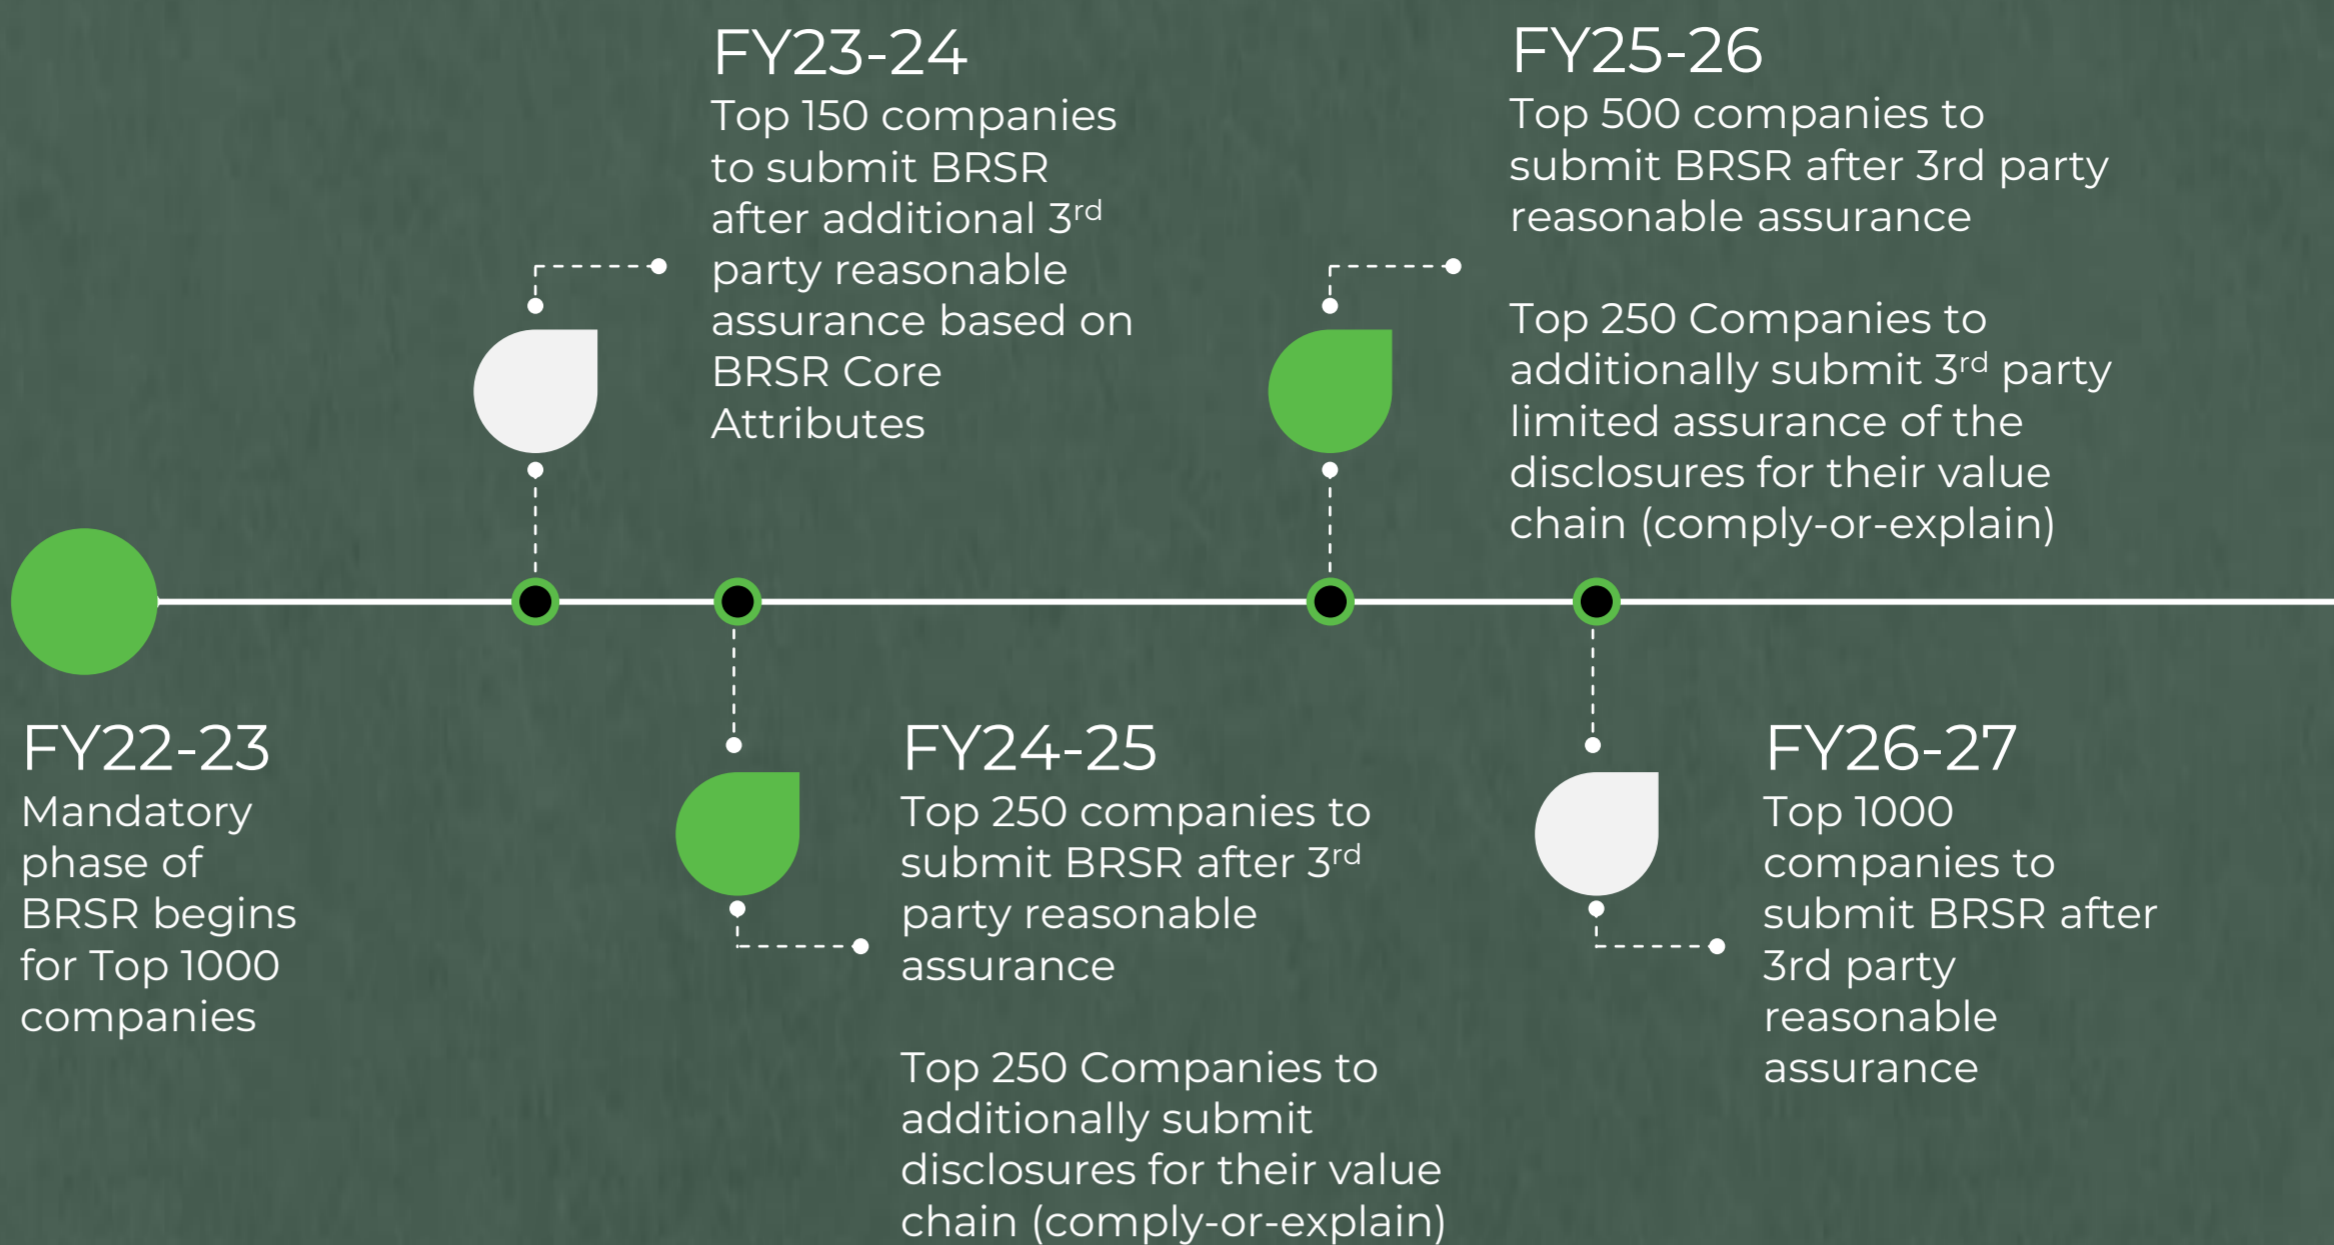 FY22-23
Mandatory
phase of
BRSR begins
for Top 1000
companies
FY23-24
Top 150 companies
to submit BRSR
after additional 3rd
party reasonable
assurance based on
BRSR Core
Attributes
FY24-25
Top 250 companies to
submit BRSR after 3rd
party reasonable
assurance
Top 250 Companies to
additionally submit
disclosures for their value
chain (comply-or-explain)
FY25-26
Top 500 companies to
submit BRSR after 3rd party
reasonable assurance
Top 250 Companies to
additionally submit 3rd party
limited assurance of the
disclosures for their value
chain (comply-or-explain)
FY26-27
Top 1000
companies to
submit BRSR after
3rd party
reasonable
assurance